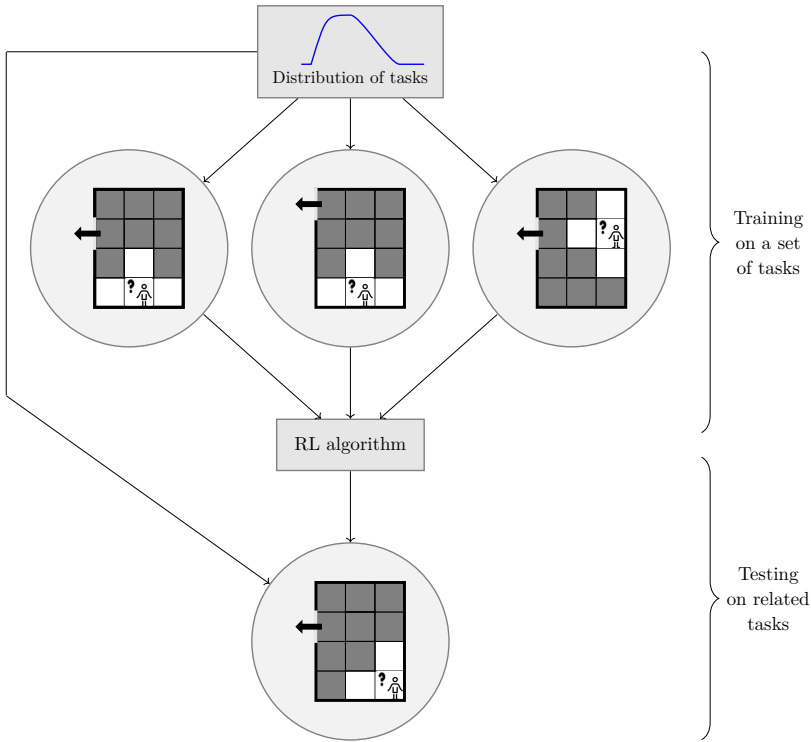 Distribution of tasks
Training
on a set
of tasks
?
?
?
RL algorithm
Testing
on related
tasks
?